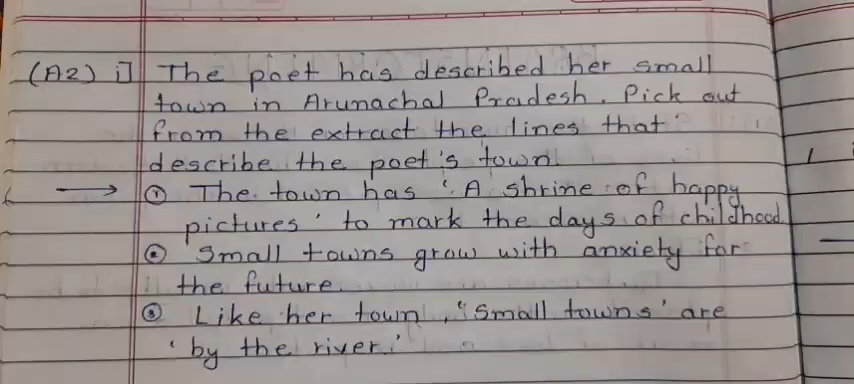 (A2) i] The poet has described her small
town in Arunachal Pradesh. Pick out
from the extract the lines that
describe the poet's town.
→ ① The town has 'A shrine of happy
pictures' to mark the days of childhood.
② Small towns grow with anxiety for
the future.
③ Like her town, 'Small towns' are
'by the river.'